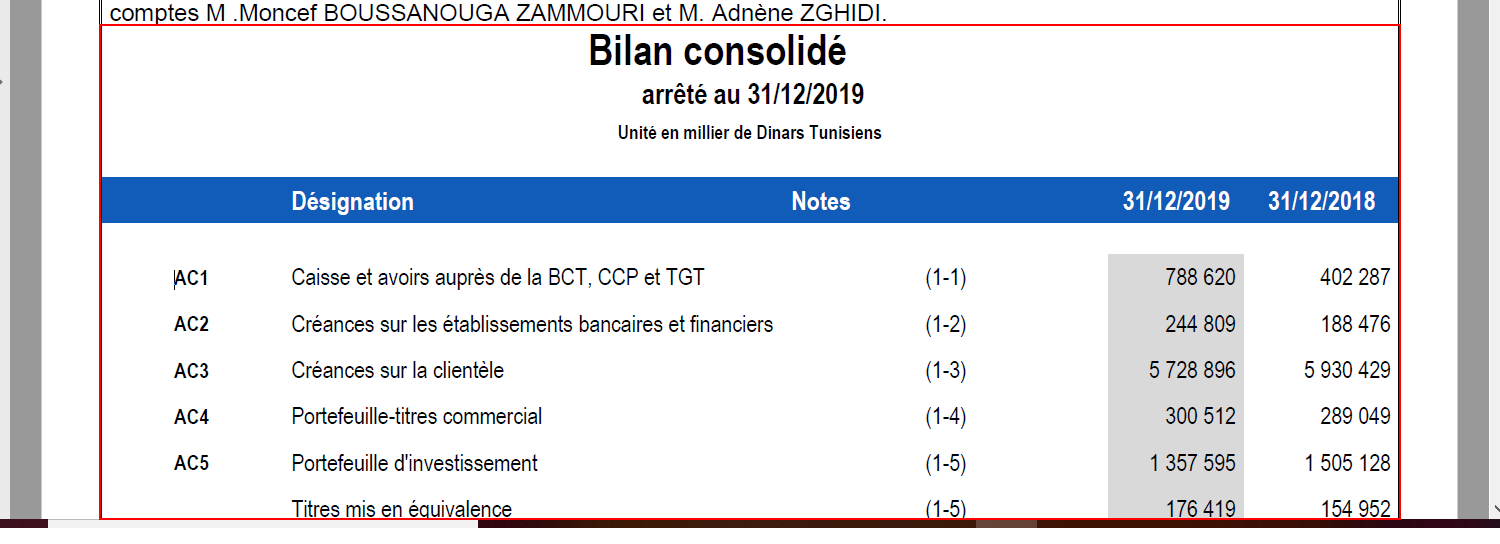 comptes M .Moncef BOUSSANOUGA ZAMMOURI et M. Adnène ZGHIDI.
Bilan consolidé
arrêté au 31/12/2019
Unité en millier de Dinars Tunisiens
Désignation Notes 31/12/2019 31/12/2018
AC1 Caisse et avoirs auprès de la BCT, CCP et TGT (1-1) 788 620 402 287
AC2 Créances sur les établissements bancaires et financiers (1-2) 244 809 188 476
AC3 Créances sur la clientèle (1-3) 5 728 896 5 930 429
AC4 Portefeuille-titres commercial (1-4) 300 512 289 049
AC5 Portefeuille d'investissement (1-5) 1 357 595 1 505 128
Titres mis en équivalence (1-5) 176 419 154 952